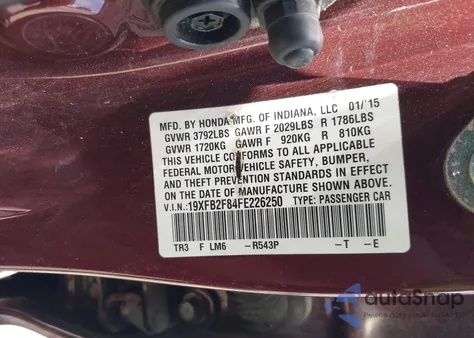 MFD. BY HONDA MFG. OF INDIANA, LLC 01/'15
GVWR 3792LBS GAWR F 2029LBS R 1786LBS
GVWR 1720KG GAWR F 920KG R 810KG
THIS VEHICLE CONFORMS TO ALL APPLICABLE
FEDERAL MOTOR VEHICLE SAFETY, BUMPER,
AND THEFT PREVENTION STANDARDS IN EFFECT ON THE
DATE OF MANUFACTURE SHOWN ABOVE.
V.I.N.: 19XFB2F84FE226250 TYPE: PASSENGER CAR
TR3 F LM6 -R543P -T -E
autoSnap